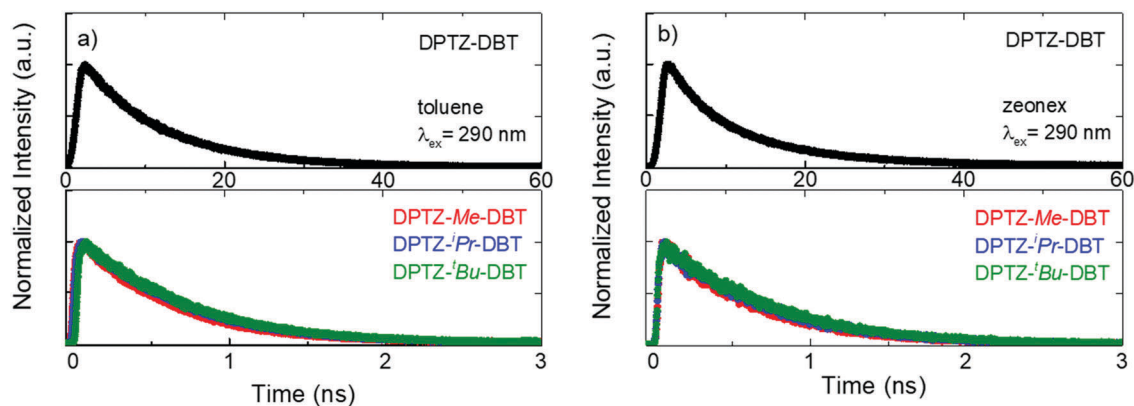 a)
DPTZ-DBT
toluene
λex= 290 nm
0 20 40 60
DPTZ-Me-DBT
DPTZ-iPr-DBT
DPTZ-tBu-DBT
0 1 2 3
Time (ns)
Normalized Intensity (a.u.)
b)
DPTZ-DBT
zeonex
λex= 290 nm
0 20 40 60
DPTZ-Me-DBT
DPTZ-iPr-DBT
DPTZ-tBu-DBT
0 1 2 3
Time (ns)
Normalized Intensity (a.u.)